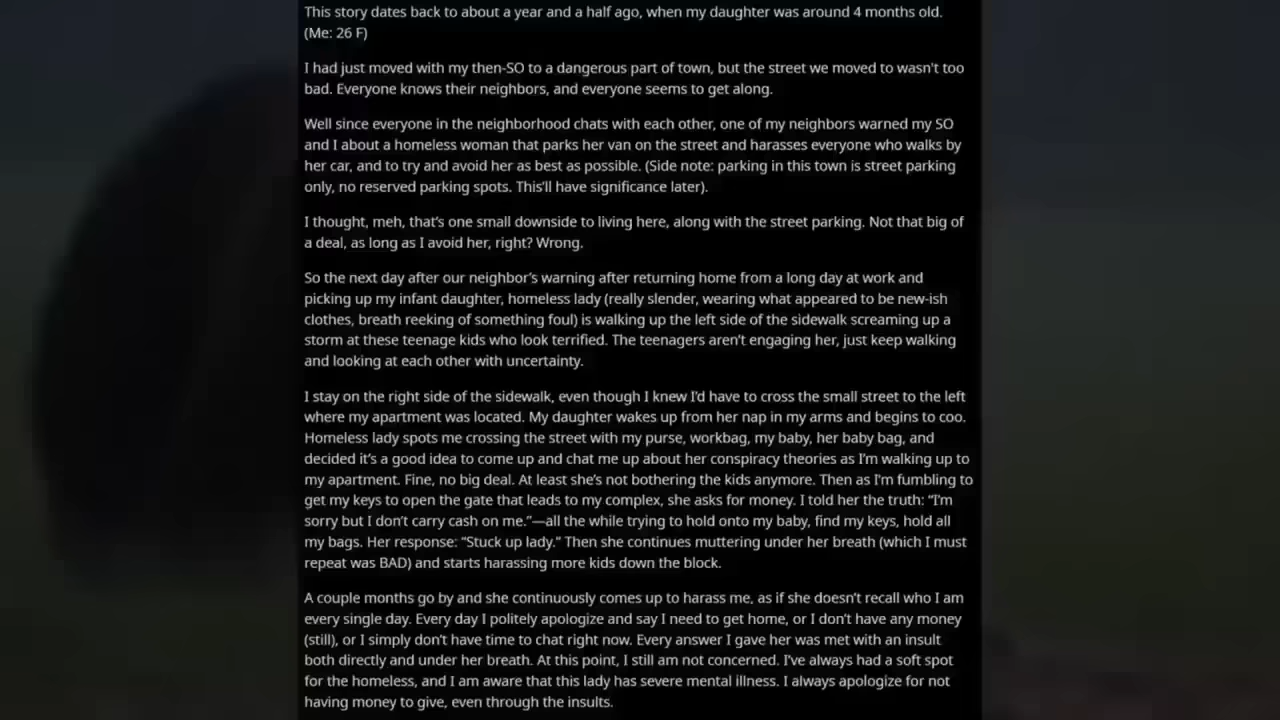 This story dates back to about a year and a half ago, when my daughter was around 4 months old.
(Me: 26 F)
I had just moved with my then-SO to a dangerous part of town, but the street we moved to wasn't too
bad. Everyone knows their neighbors, and everyone seems to get along.
Well since everyone in the neighborhood chats with each other, one of my neighbors warned my SO
and I about a homeless woman that parks her van on the street and harasses everyone who walks by
her car, and to try and avoid her as best as possible. (Side note: parking in this town is street parking
only, no reserved parking spots. This'll have significance later).
I thought, meh, that's one small downside to living here, along with the street parking. Not that big of
a deal, as long as I avoid her, right? Wrong.
So the next day after our neighbor's warning after returning home from a long day at work and
picking up my infant daughter, homeless lady (really slender, wearing what appeared to be new-ish
clothes, breath reeking of something foul) is walking up the left side of the sidewalk screaming up a
storm at these teenage kids who look terrified. The teenagers aren't engaging her, just keep walking
and looking at each other with uncertainty.
I stay on the right side of the sidewalk, even though I knew I'd have to cross the small street to the left
where my apartment was located. My daughter wakes up from her nap in my arms and begins to coo.
Homeless lady spots me crossing the street with my purse, workbag, my baby, her baby bag, and
decided it's a good idea to come up and chat me up about her conspiracy theories as I'm walking up to
my apartment. Fine, no big deal. At least she's not bothering the kids anymore. Then as I'm fumbling to
get my keys to open the gate that leads to my complex, she asks for money. I told her the truth: "I'm
sorry but I don't carry cash on me."—all the while trying to hold onto my baby, find my keys, hold all
my bags. Her response: "Stuck up lady." Then she continues muttering under her breath (which I must
repeat was BAD) and starts harassing more kids down the block.
A couple months go by and she continuously comes up to harass me, as if she doesn't recall who I am
every single day. Every day I politely apologize and say I need to get home, or I don't have any money
(still), or I simply don't have time to chat right now. Every answer I gave her was met with an insult
both directly and under her breath. At this point, I still am not concerned. I've always had a soft spot
for the homeless, and I am aware that this lady has severe mental illness. I always apologize for not
having money to give, even through the insults.